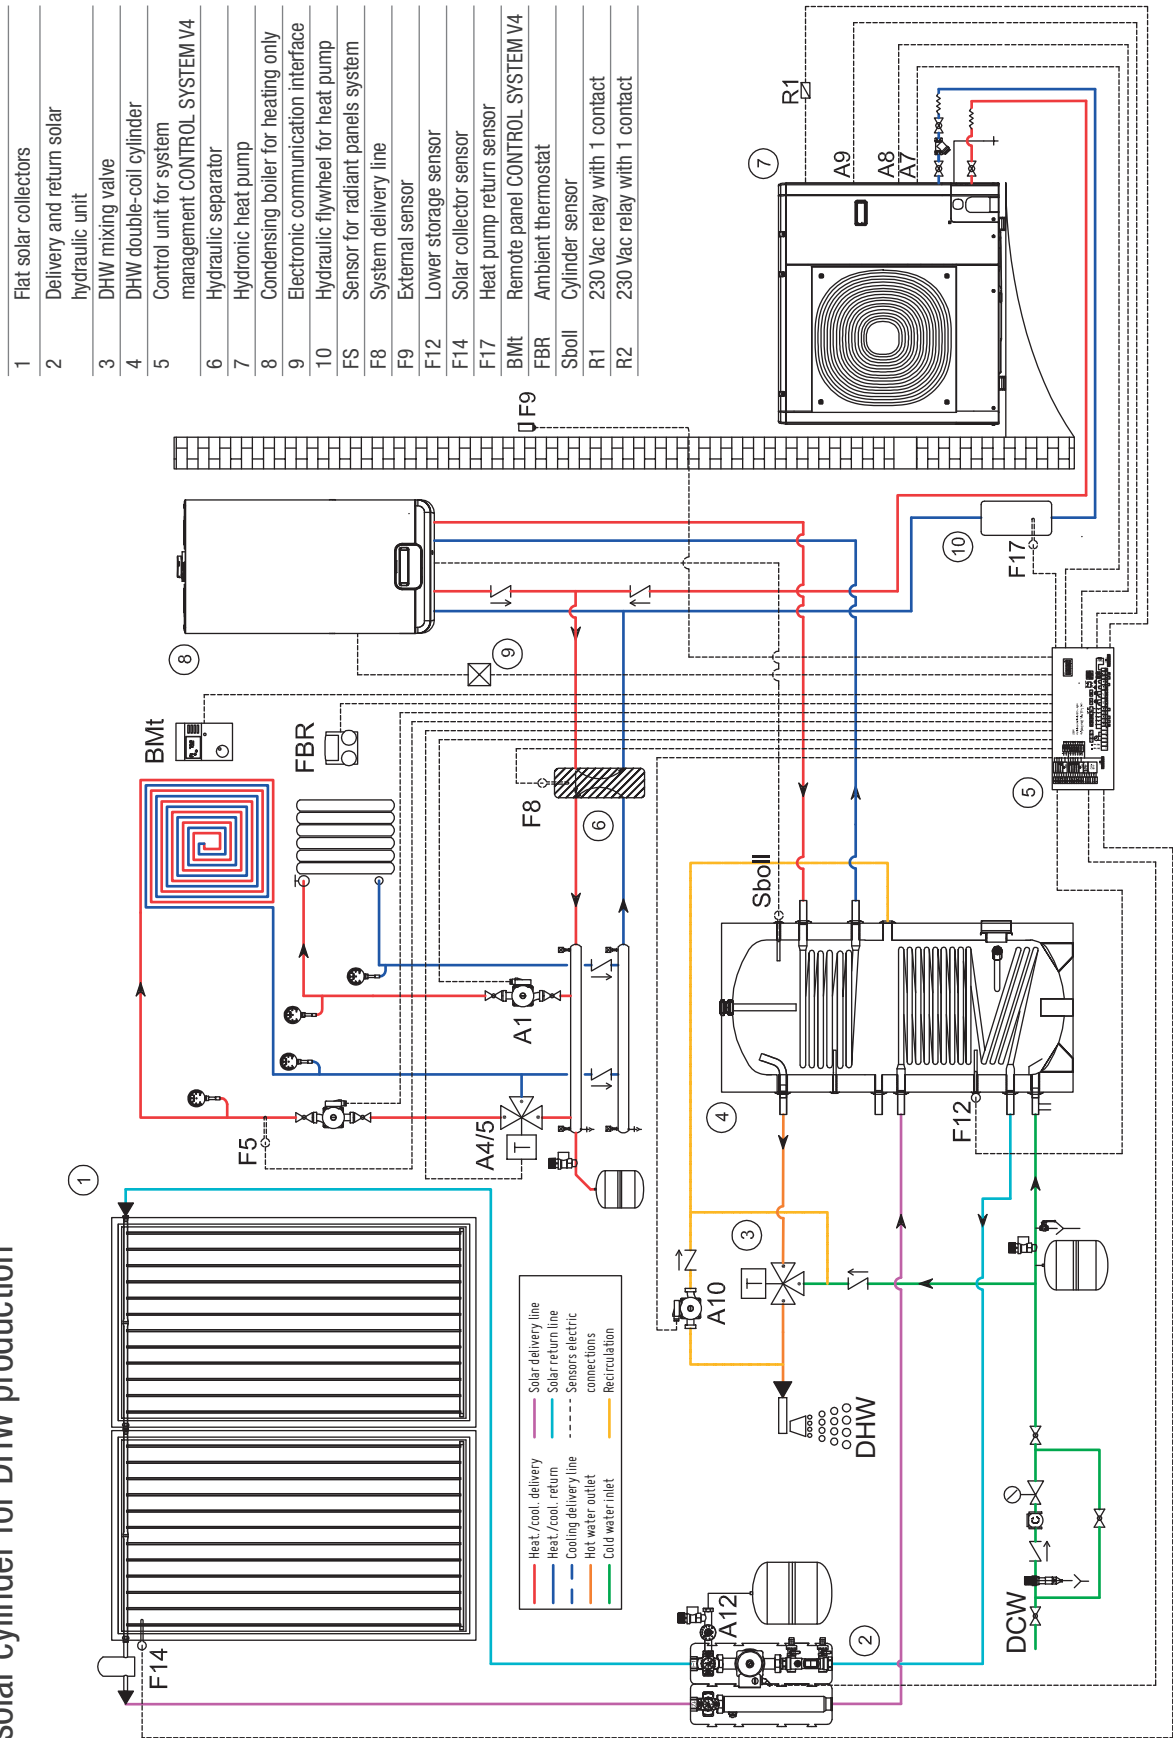 solar cylinder for DHW production
1 Flat solar collectors
2 Delivery and return solar
hydraulic unit
3 DHW mixing valve
4 DHW double-coil cylinder
5 Control unit for system
management CONTROL SYSTEM V4
6 Hydraulic separator
7 Hydronic heat pump
8 Condensing boiler for heating only
9 Electronic communication interface
10 Hydraulic flywheel for heat pump
FS Sensor for radiant panels system
F8 System delivery line
F9 External sensor
F12 Lower storage sensor
F14 Solar collector sensor
F17 Heat pump return sensor
BMt Remote panel CONTROL SYSTEM V4
FBR Ambient thermostat
Sboll Cylinder sensor
R1 230 Vac relay with 1 contact
R2 230 Vac relay with 1 contact
1
F14
F5
BMt
FBR
8
9
F9
7
R1
A9
A8
A7
A4/5
T
A1
F8
6
10
F17
5
Heat./cool. delivery
Heat./cool. return
Cooling delivery line
Hot water outlet
Cold water inlet
Solar delivery line
Solar return line
Sensors electric
connections
Recirculation
A12
2
A10
3
T
DHW
4
Sboll
F12
DCW
C